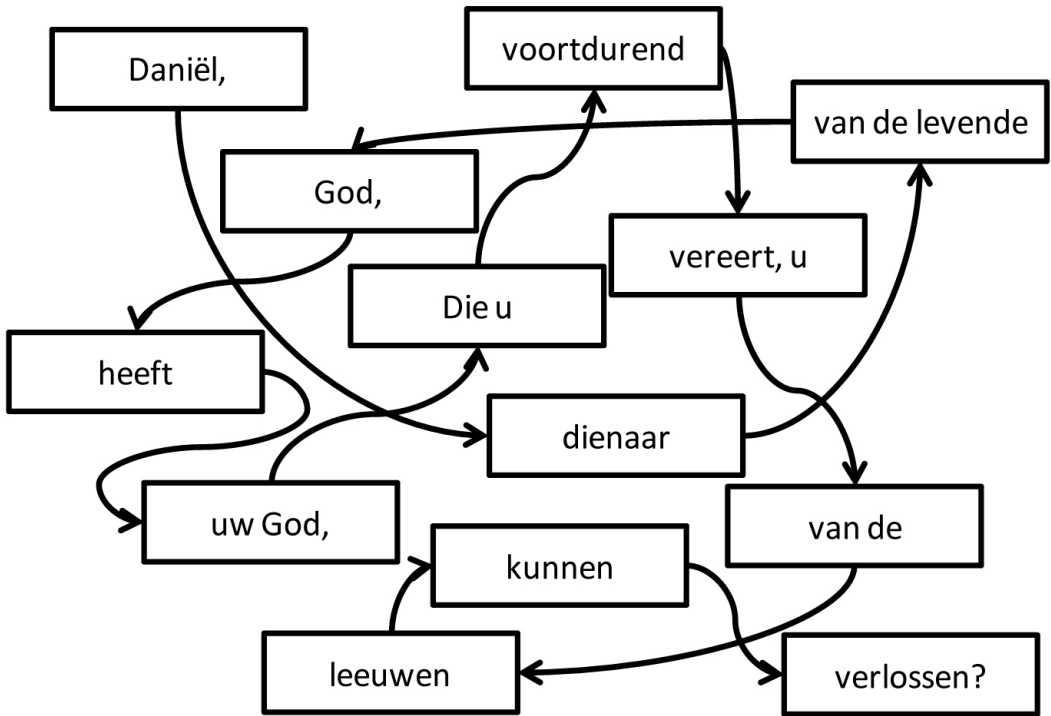 Daniël,
dienaar
van de levende
God,
heeft
uw God,
Die u
voortdurend
vereert, u
van de
leeuwen
kunnen
verlossen?